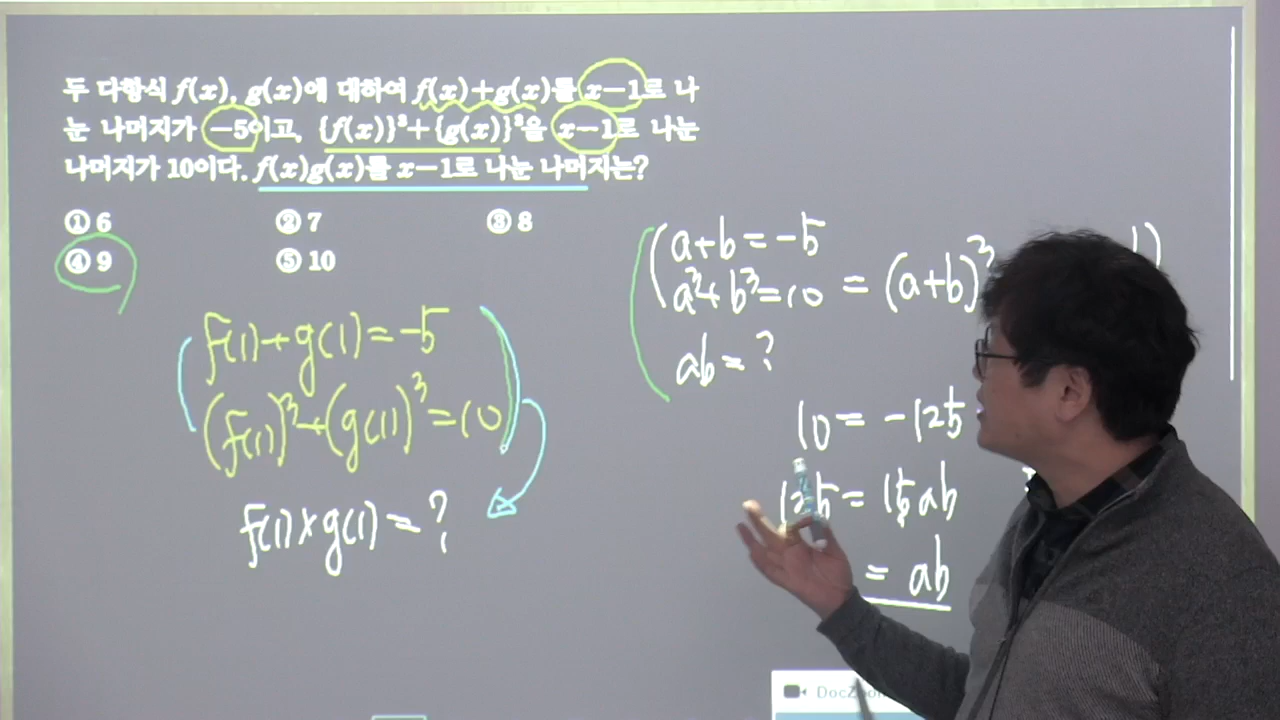 두 다항식 f(x), g(x)에 대하여 f(x)+g(x)를 x−1로 나
눈 나머지가 −5이고, {f(x)}³+{g(x)}³을 x−1로 나눈
나머지가 10이다. f(x)g(x)를 x−1로 나눈 나머지는?
① 6 ② 7 ③ 8
④ 9 ⑤ 10
f(1)+g(1)=-5
(f(1))³+(g(1))³=10
f(1)×g(1)=?
a+b=-5
a³+b³=10 = (a+b)³
ab=?
10 = -125
= 15ab
= ab